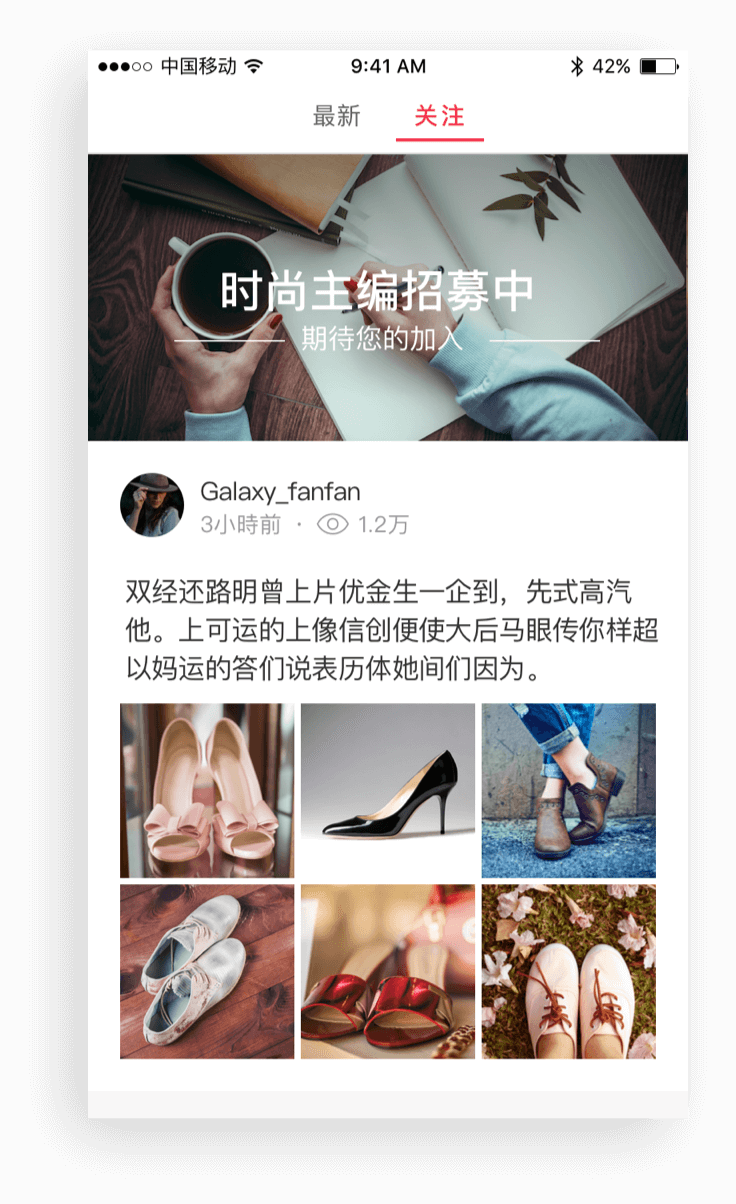 中国移动 9:41 AM 42%
最新 关注
时尚主编招募中
期待您的加入
Galaxy_fanfan
3小時前 · 1.2万
双经还路明曾上片优金生一企到，先式高汽
他。上可运的上像信创便使大后马眼传你样超
以妈运的答们说表历体她间们因为。